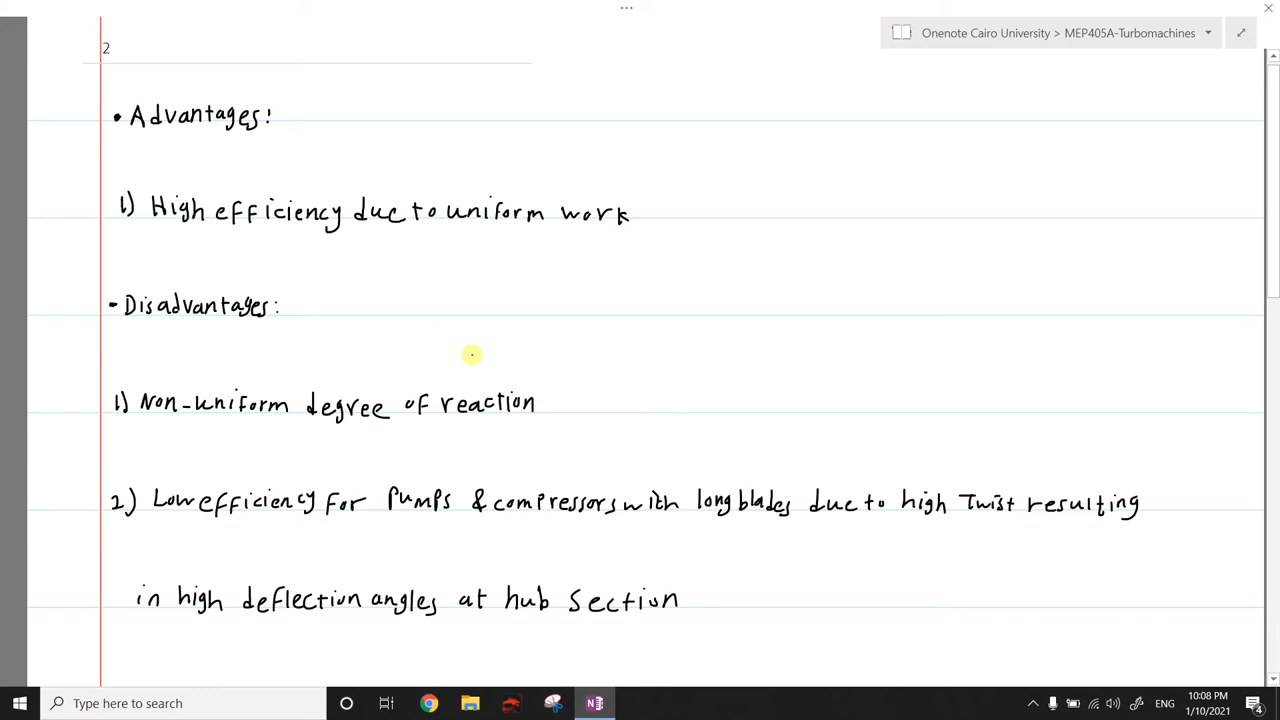 Onenote Cairo University > MEP405A-Turbomachines
2
• Advantages:
1) High efficiency due to uniform work
- Disadvantages:
1) Non-uniform degree of reaction
2) Low efficiency for Pumps & compressors with long blades due to high Twist resulting
in high deflection angles at hub section
Type here to search
ENG
10:08 PM
1/10/2021
4